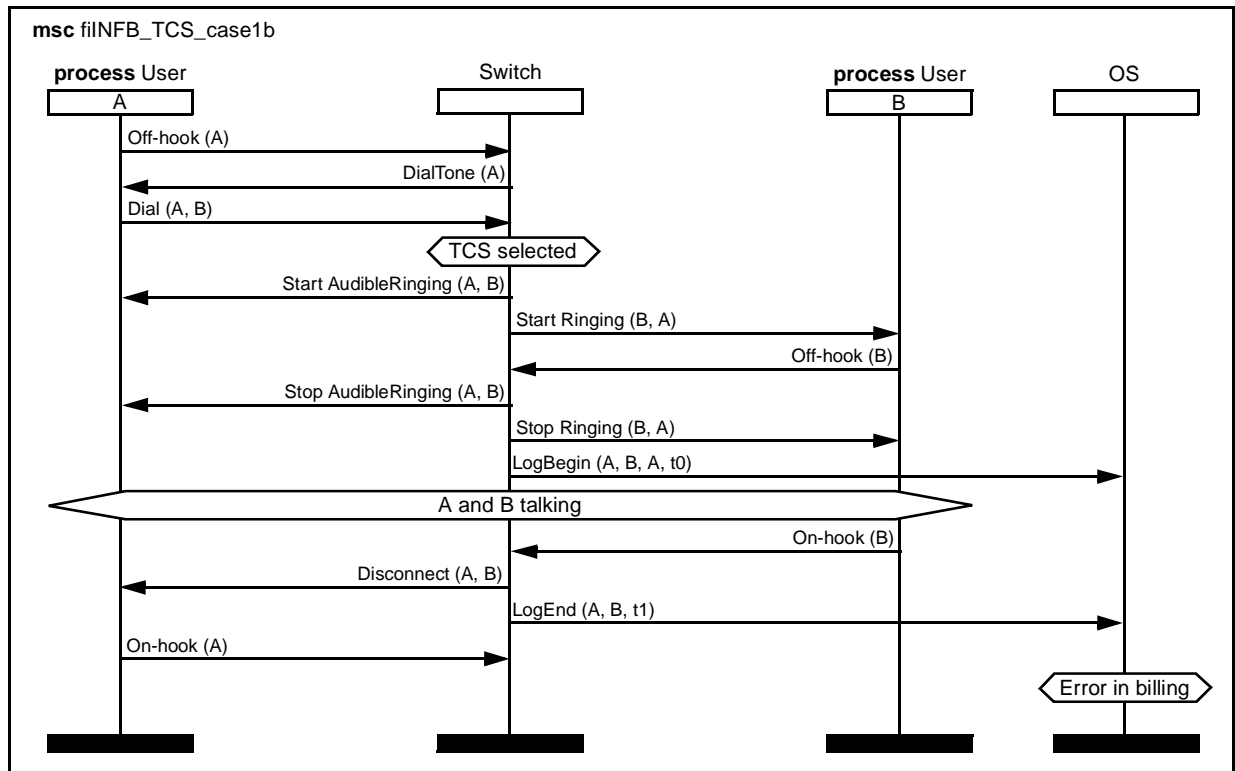 msc fiINFB_TCS_case1b
process User
Switch
process User
OS
A
B
Off-hook (A)
DialTone (A)
Dial (A, B)
TCS selected
Start AudibleRinging (A, B)
Start Ringing (B, A)
Off-hook (B)
Stop AudibleRinging (A, B)
Stop Ringing (B, A)
LogBegin (A, B, A, t0)
A and B talking
On-hook (B)
Disconnect (A, B)
LogEnd (A, B, t1)
On-hook (A)
Error in billing